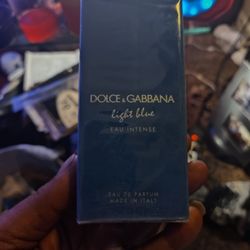 DOLCE & GABBANA
light blue
EAU INTENSE
EAU DE PARFUM
MADE IN ITALY